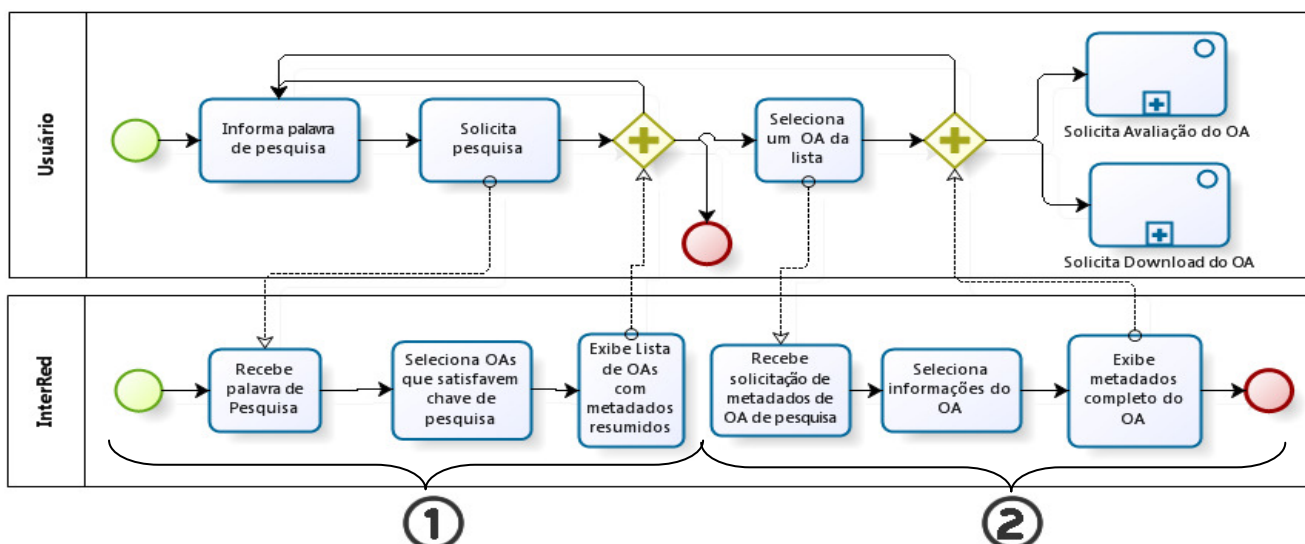 Usuário
Informa palavra
de pesquisa
Solicita
pesquisa
Seleciona
um OA da
lista
Solicita Avaliação do OA
Solicita Download do OA
InterRed
Recebe
palavra de
Pesquisa
Seleciona OAs
que satisfavem
chave de
pesquisa
Exibe Lista
de OAs
com
metadados
resumidos
Recebe
solicitação de
metadados de
OA de pesquisa
Seleciona
informações do
OA
Exibe
metadados
completo do
OA
1
2